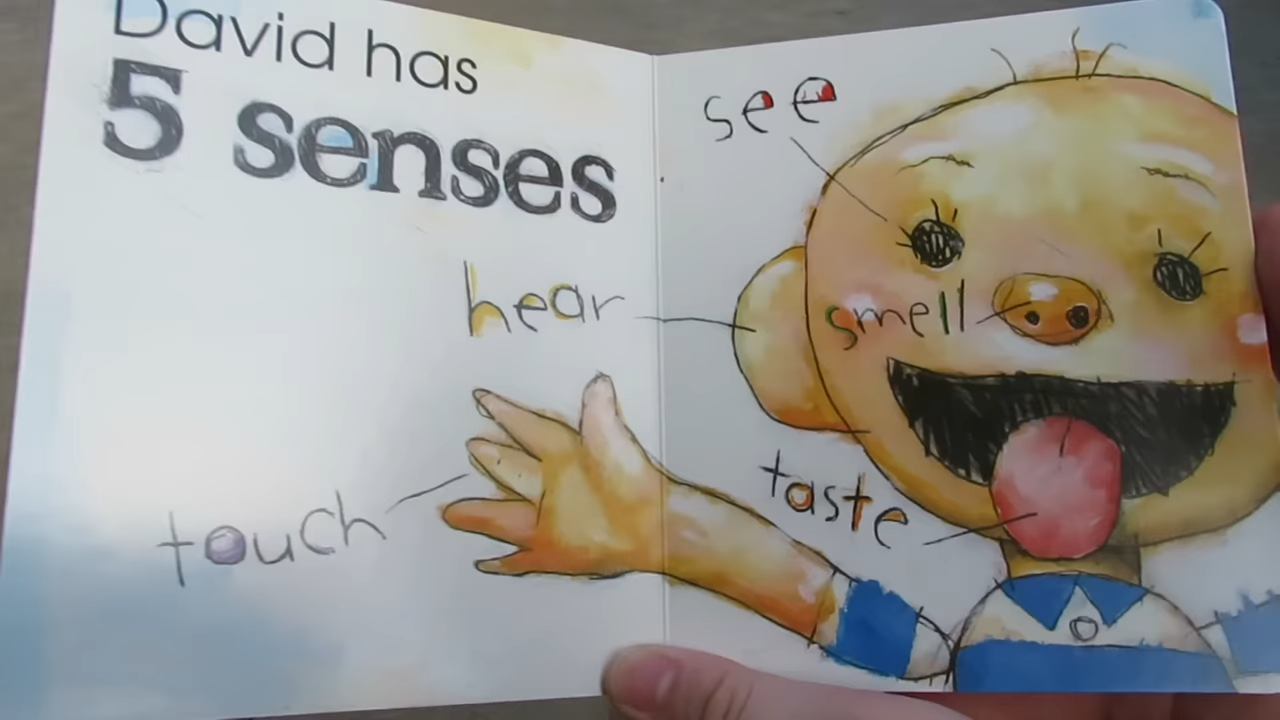 David has
5 senses
see
hear
smell
taste
touch